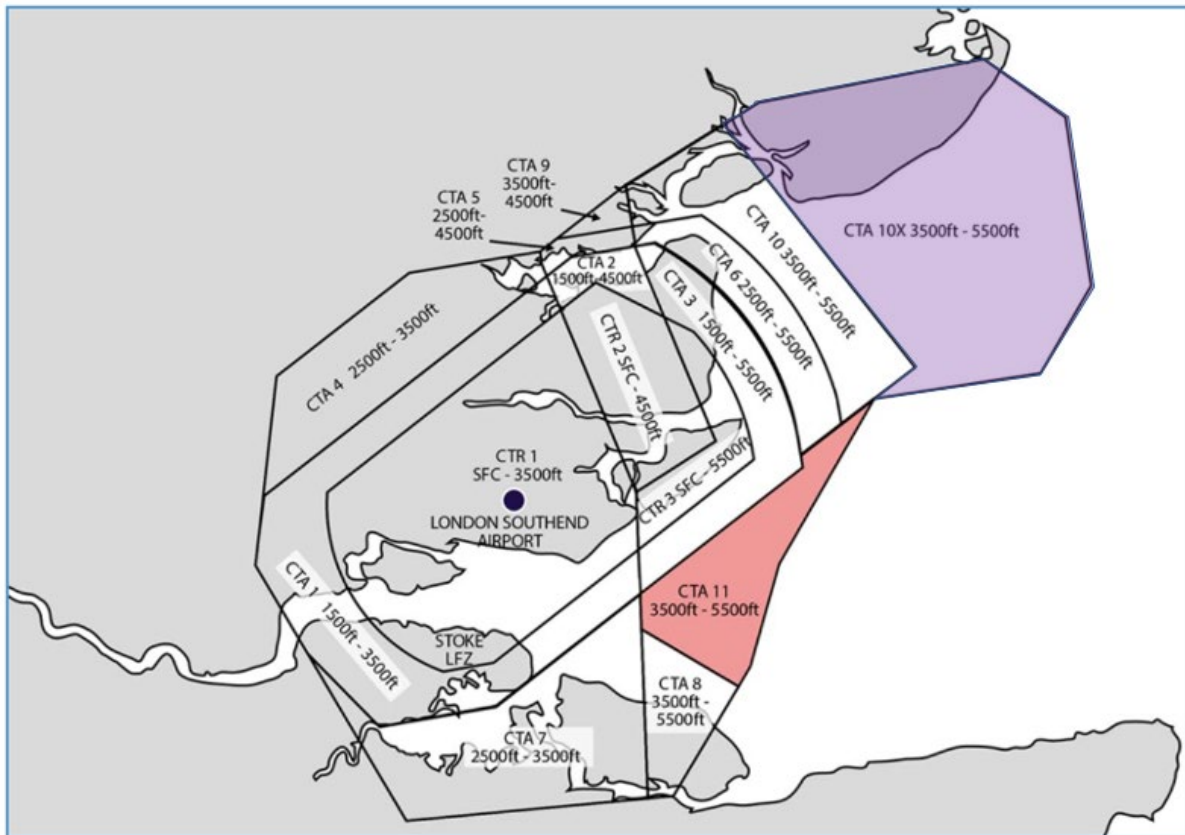 CTA 9
3500ft-
4500ft
CTA 5
2500ft-
4500ft
CTA 2
1500ft-4500ft
CTA 10 3500ft - 5500ft
CTA 10X 3500ft - 5500ft
CTA 6 2500ft - 5500ft
CTA 3 1500ft - 5500ft
CTA 4 2500ft - 3500ft
CTR 2 SFC - 4500ft
CTR 1
SFC - 3500ft
LONDON SOUTHEND
AIRPORT
CTR 3 SFC - 5500ft
CTA 1 1500ft - 3500ft
CTA 11
3500ft - 5500ft
STOKE
LFZ
CTA 8
3500ft -
5500ft
CTA 7
2500ft - 3500ft